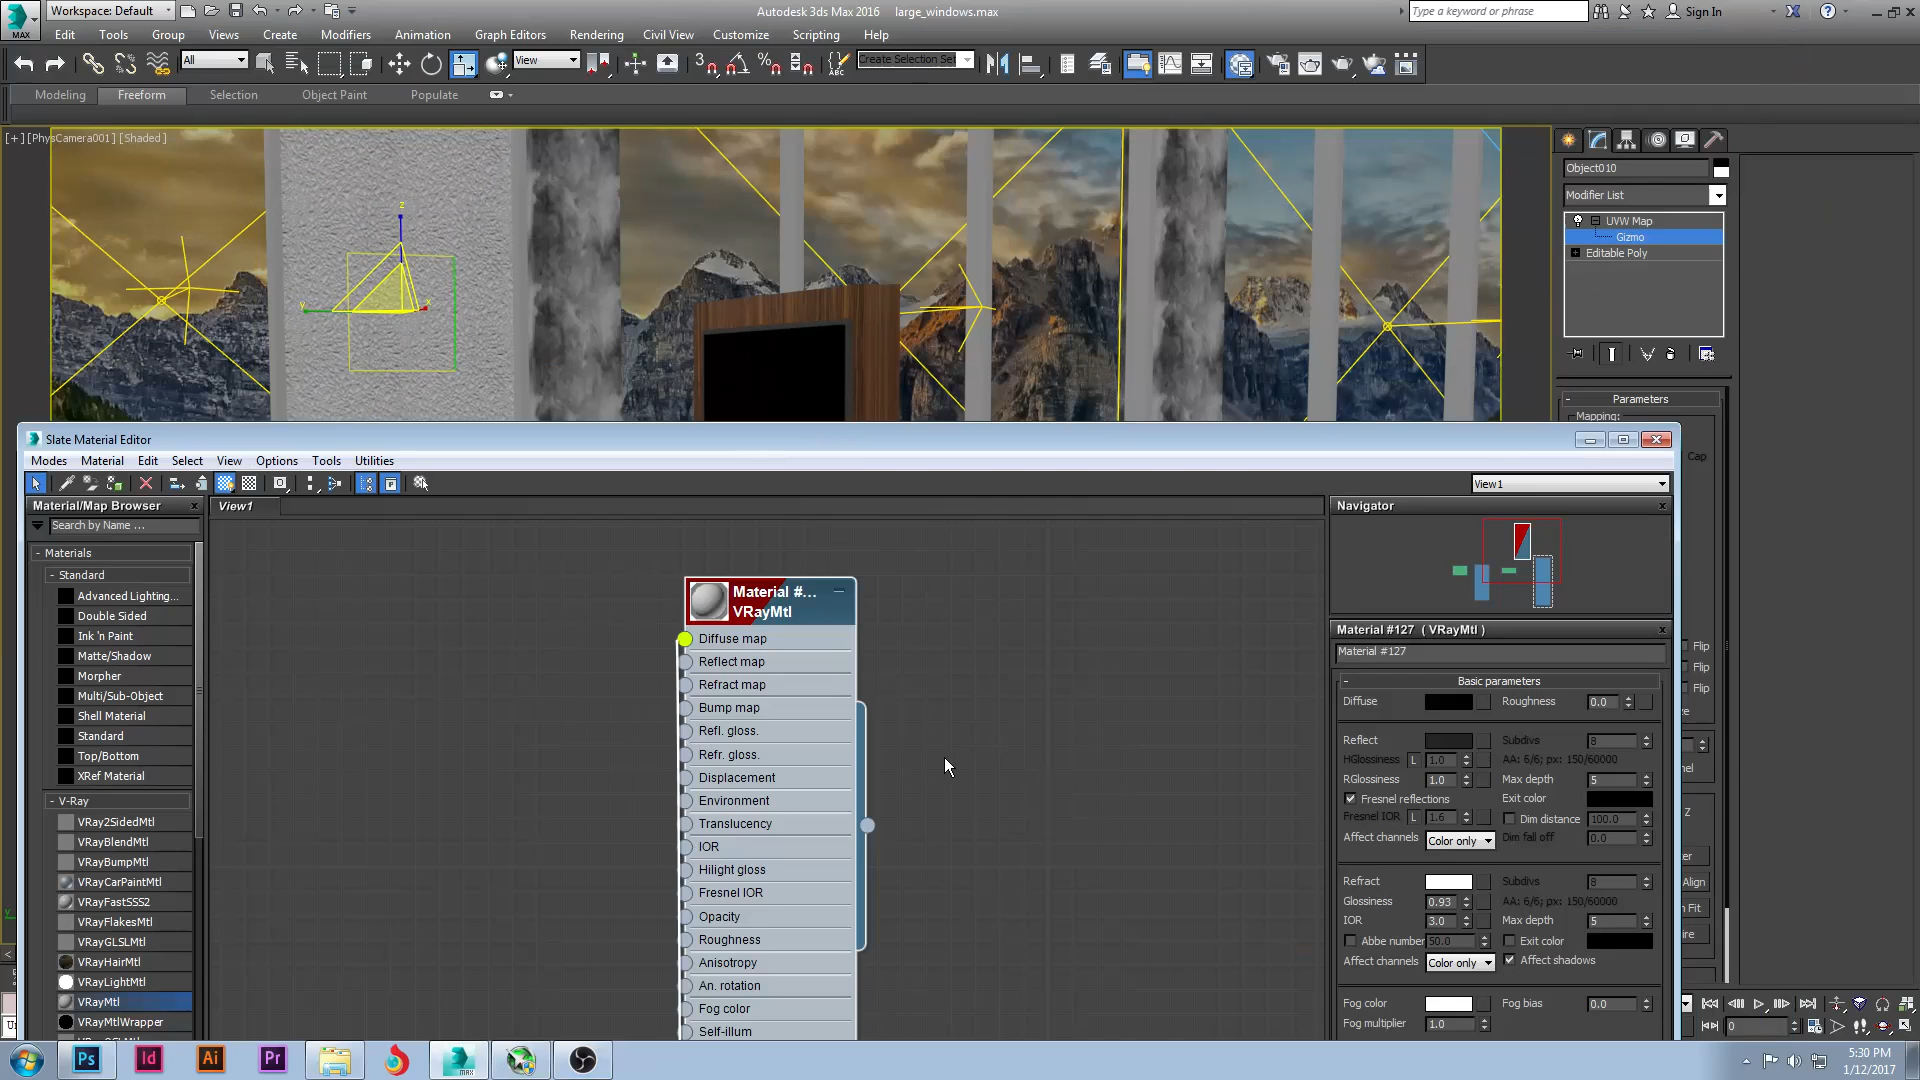 Workspace: Default
Autodesk 3ds Max 2016    large_windows.max
Type a keyword or phrase
Sign In
MAX
Edit Tools Group Views Create Modifiers Animation Graph Editors Rendering Civil View Customize Scripting Help
All
View
3
ABC
Create Selection Set
Modeling Freeform Selection Object Paint Populate
[+] [PhysCamera001] [Shaded]
z
y
x
Object010
Modifier List
UVW Map
Gizmo
Editable Poly
Parameters
Mapping:
Cap
Flip
Flip
Flip
Z
Align
Fit
Slate Material Editor
Modes Material Edit Select View Options Tools Utilities
View1
Material/Map Browser
Search by Name ...
- Materials
- Standard
Advanced Lighting...
Double Sided
Ink 'n Paint
Matte/Shadow
Morpher
Multi/Sub-Object
Shell Material
Standard
Top/Bottom
XRef Material
- V-Ray
VRay2SidedMtl
VRayBlendMtl
VRayBumpMtl
VRayCarPaintMtl
VRayFastSSS2
VRayFlakesMtl
VRayGLSLMtl
VRayHairMtl
VRayLightMtl
VRayMtl
VRayMtlWrapper
View1
Material #...
VRayMtl
Diffuse map
Reflect map
Refract map
Bump map
Refl. gloss.
Refr. gloss.
Displacement
Environment
Translucency
IOR
Hilight gloss
Fresnel IOR
Opacity
Roughness
Anisotropy
An. rotation
Fog color
Self-illum
Navigator
Material #127 ( VRayMtl )
Material #127
- Basic parameters
Diffuse Roughness 0.0
Reflect Subdivs 8
HGlossiness L 1.0 AA: 6/6; px: 150/60000
RGlossiness 1.0 Max depth 5
Fresnel reflections Exit color
Fresnel IOR L 1.6 Dim distance 100.0
Affect channels Color only Dim fall off 0.0
Refract Subdivs 8
Glossiness 0.93 AA: 6/6; px: 150/60000
IOR 3.0 Max depth 5
Abbe number 50.0 Exit color
Affect channels Color only Affect shadows
Fog color Fog bias 0.0
Fog multiplier 1.0
0
Ps Id Ai Pr
MAX
5:30 PM
1/12/2017